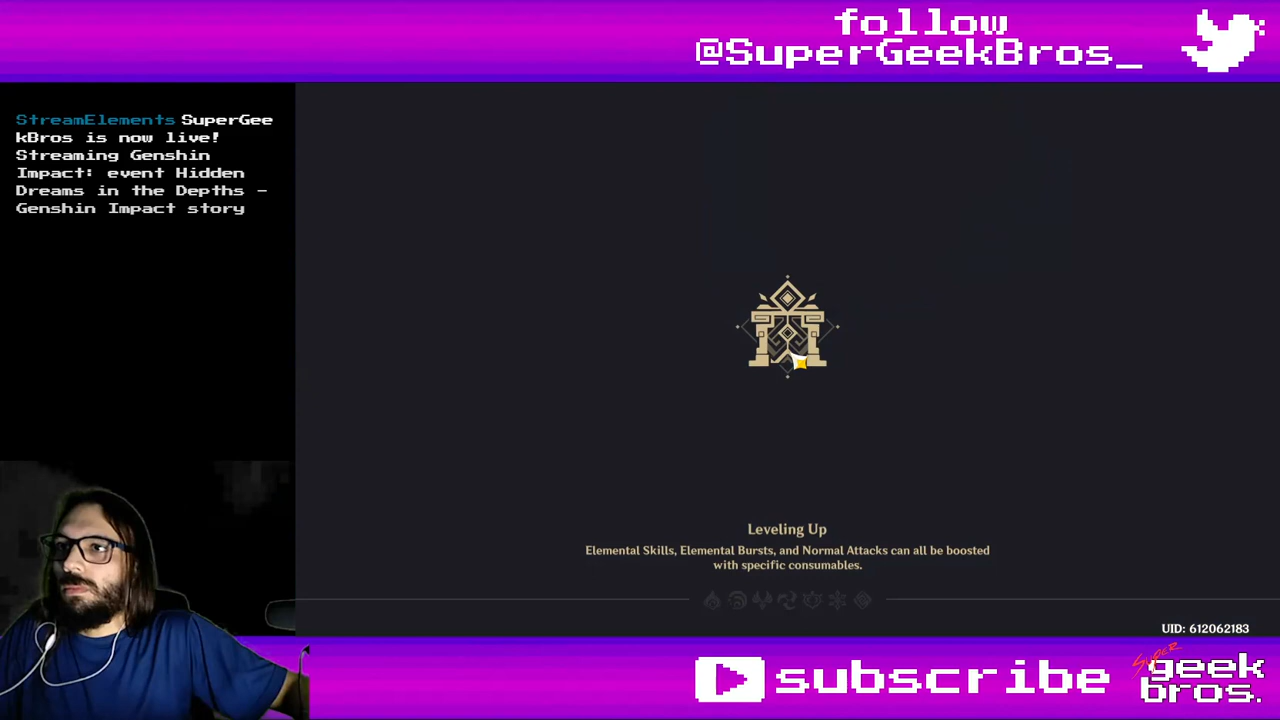 follow
@SuperGeekBros_
StreamElements SuperGee
kBros is now live!
Streaming Genshin
Impact: event Hidden
Dreams in the Depths -
Genshin Impact story
Leveling Up
Elemental Skills, Elemental Bursts, and Normal Attacks can all be boosted
with specific consumables.
UID: 612062183
subscribe
SUPER
geek
bros.